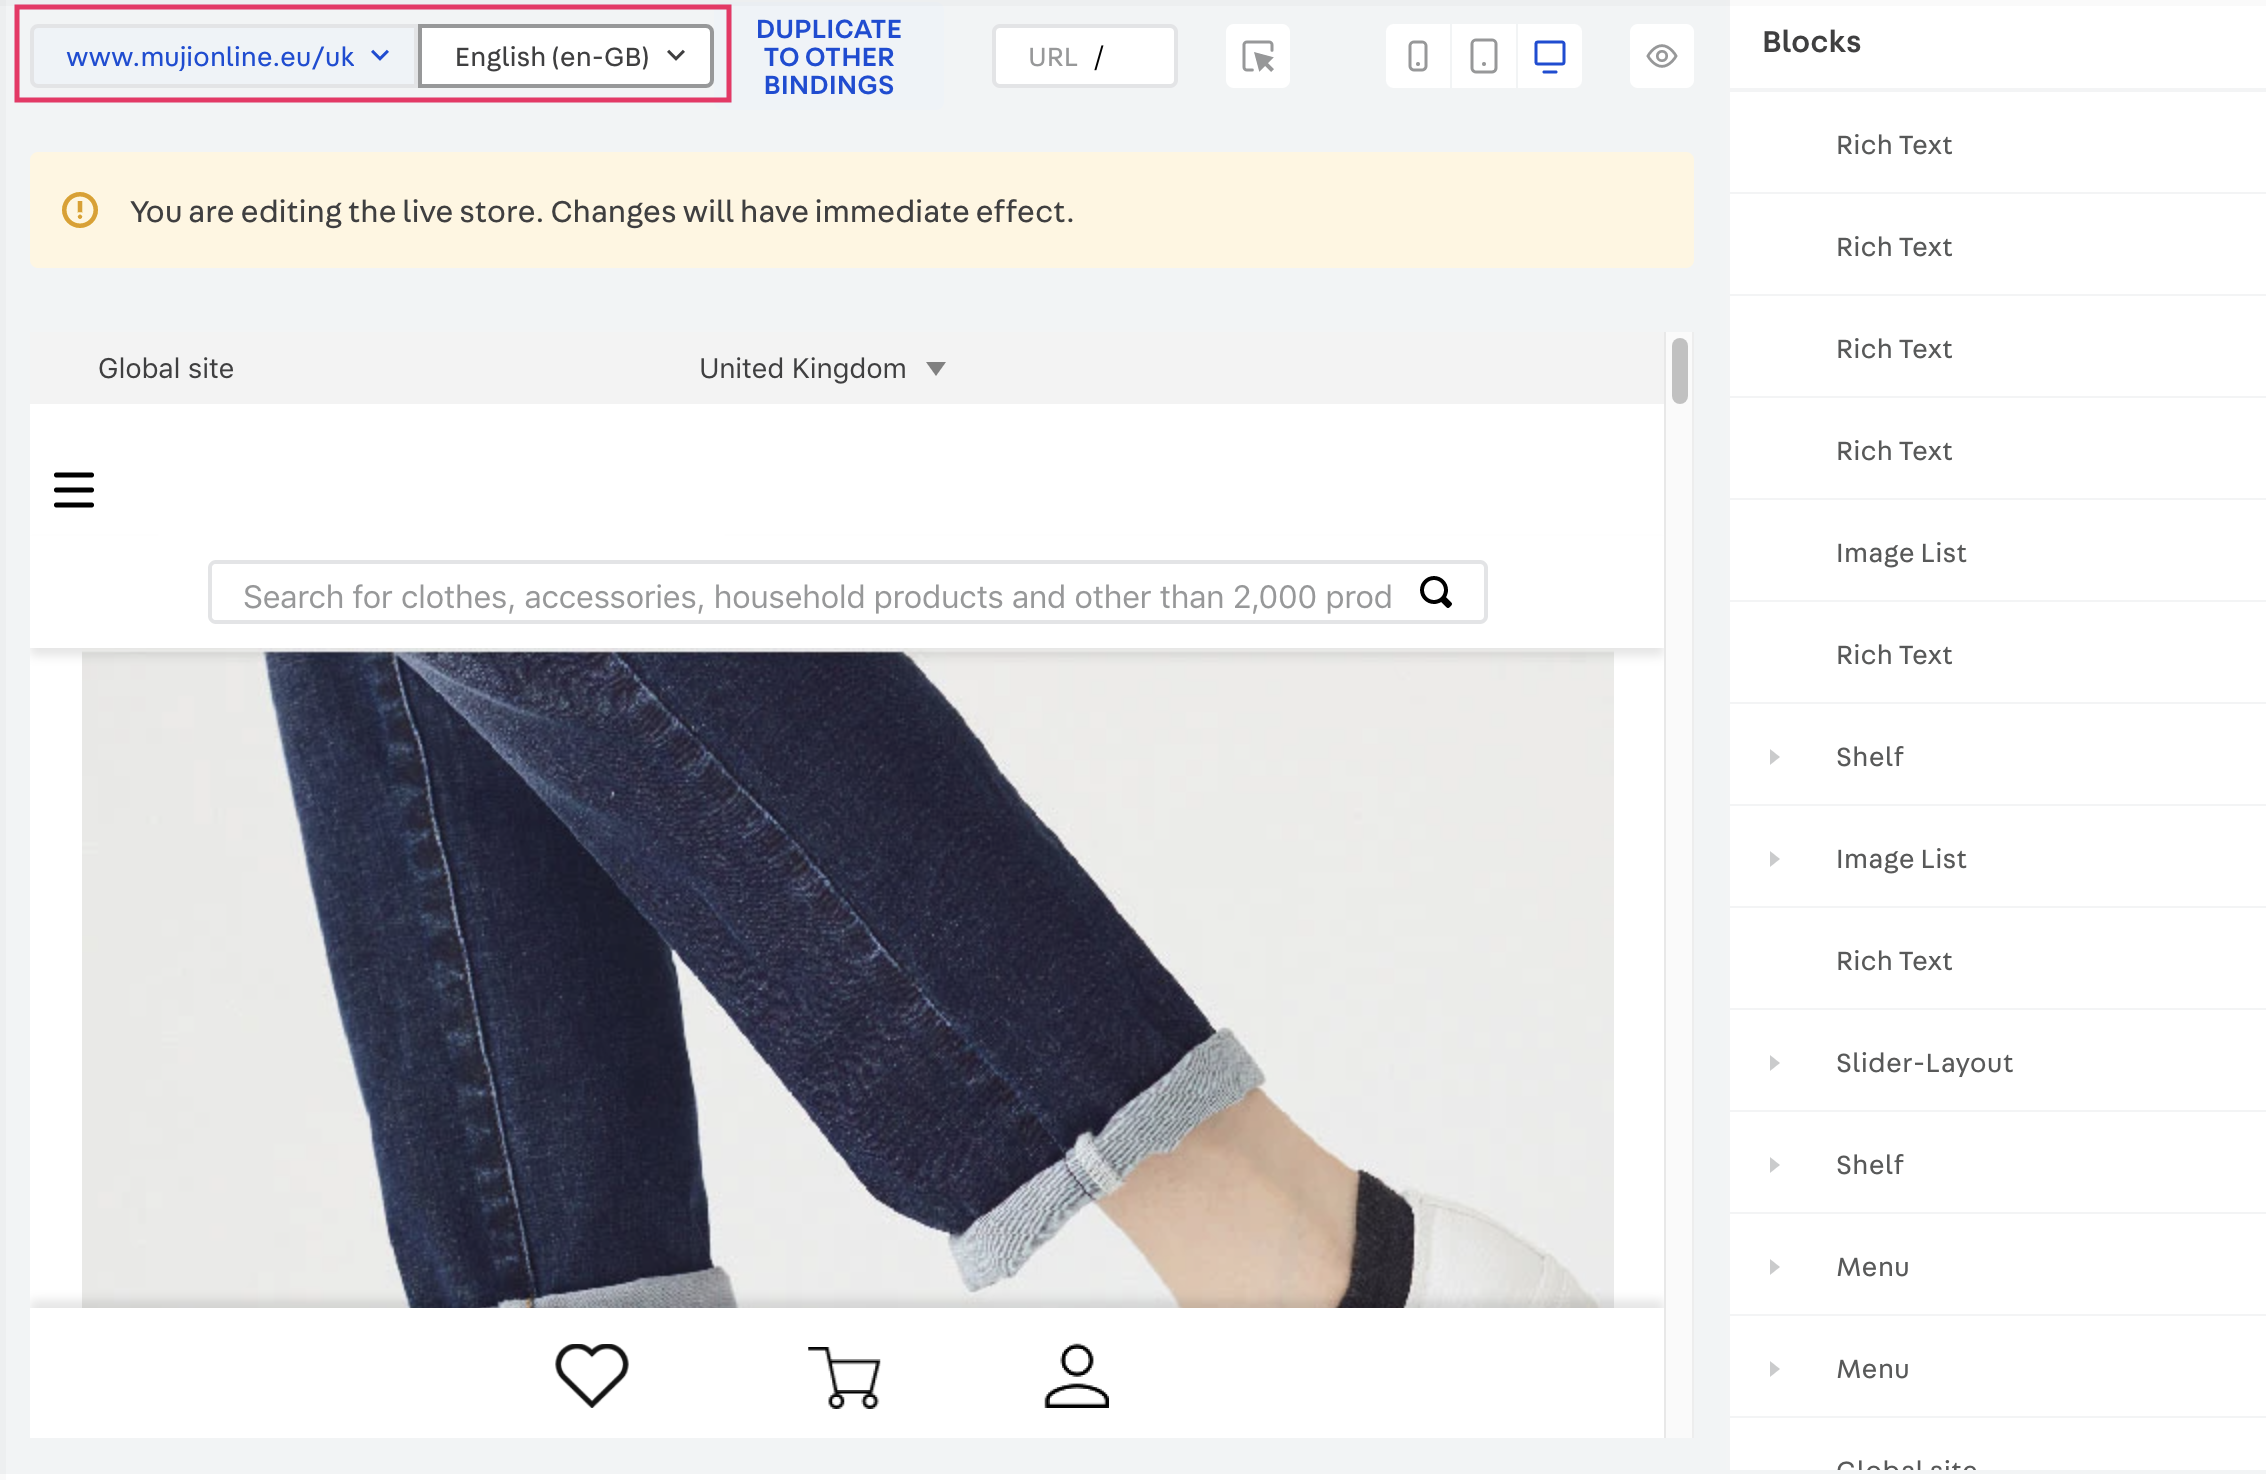 www.mujionline.eu/uk
English (en-GB)
DUPLICATE
TO OTHER
BINDINGS
URL /
Blocks
You are editing the live store. Changes will have immediate effect.
Global site
United Kingdom
Search for clothes, accessories, household products and other than 2,000 prod
Rich Text
Rich Text
Rich Text
Rich Text
Image List
Rich Text
Shelf
Image List
Rich Text
Slider-Layout
Shelf
Menu
Menu
Global site